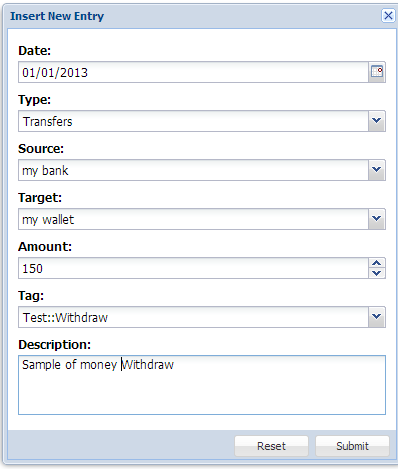 Insert New Entry
Date:
01/01/2013
Type:
Transfers
Source:
my bank
Target:
my wallet
Amount:
150
Tag:
Test::Withdraw
Description:
Sample of money Withdraw
Reset Submit